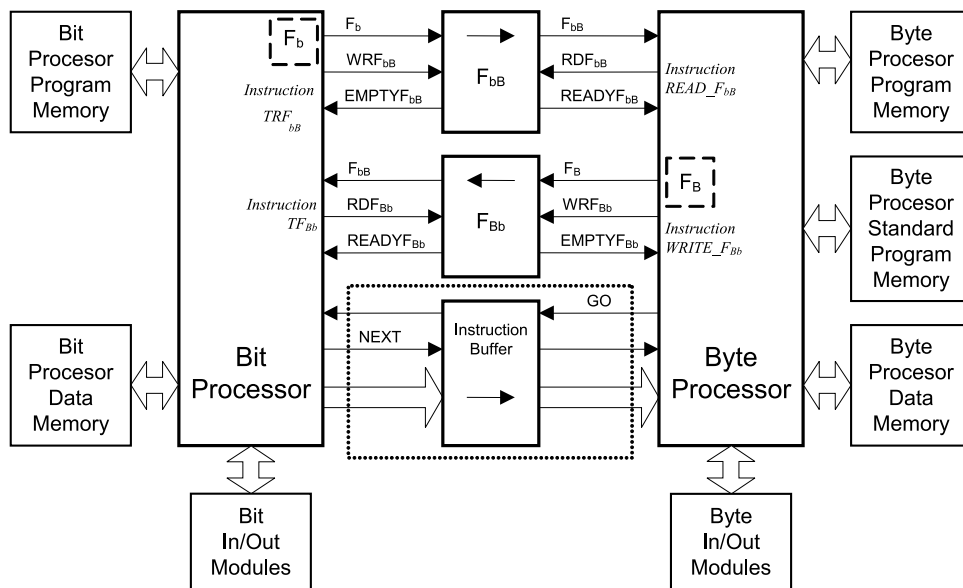 Bit
Procesor
Program
Memory
F_b
Instruction
TRF_bB
F_b
WRF_bB
EMPTYF_bB
F_bB
F_bB
RDF_bB
READYF_bB
Instruction
READ_F_bB
Byte
Procesor
Program
Memory
Instruction
TF_Bb
F_bB
RDF_Bb
READYF_Bb
F_Bb
F_B
WRF_Bb
EMPTYF_Bb
F_B
Instruction
WRITE_F_Bb
Byte
Procesor
Standard
Program
Memory
Bit
Procesor
Data
Memory
Bit
Processor
NEXT
Instruction
Buffer
GO
Byte
Processor
Byte
Procesor
Data
Memory
Bit
In/Out
Modules
Byte
In/Out
Modules